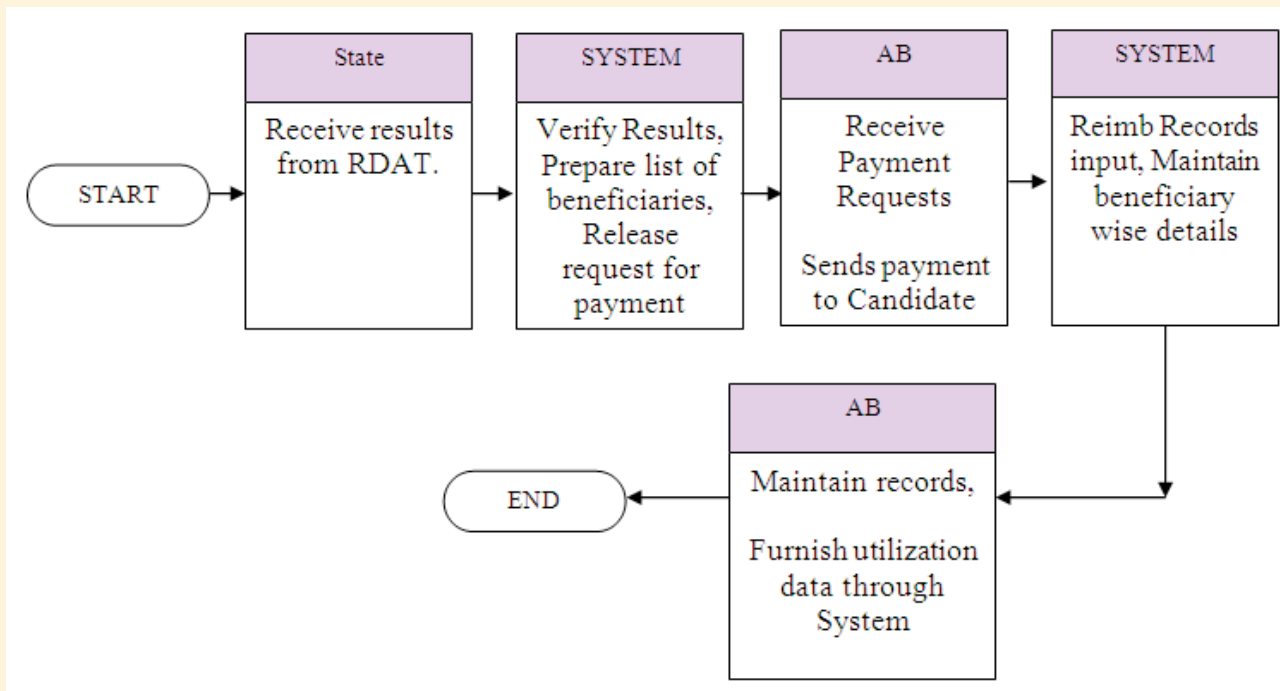 START
State
Receive results
from RDAT.
SYSTEM
Verify Results,
Prepare list of
beneficiaries,
Release
request for
payment
AB
Receive
Payment
Requests
Sends payment
to Candidate
SYSTEM
Reimb Records
input, Maintain
beneficiary
wise details
AB
Maintain records,
Furnish utilization
data through
System
END